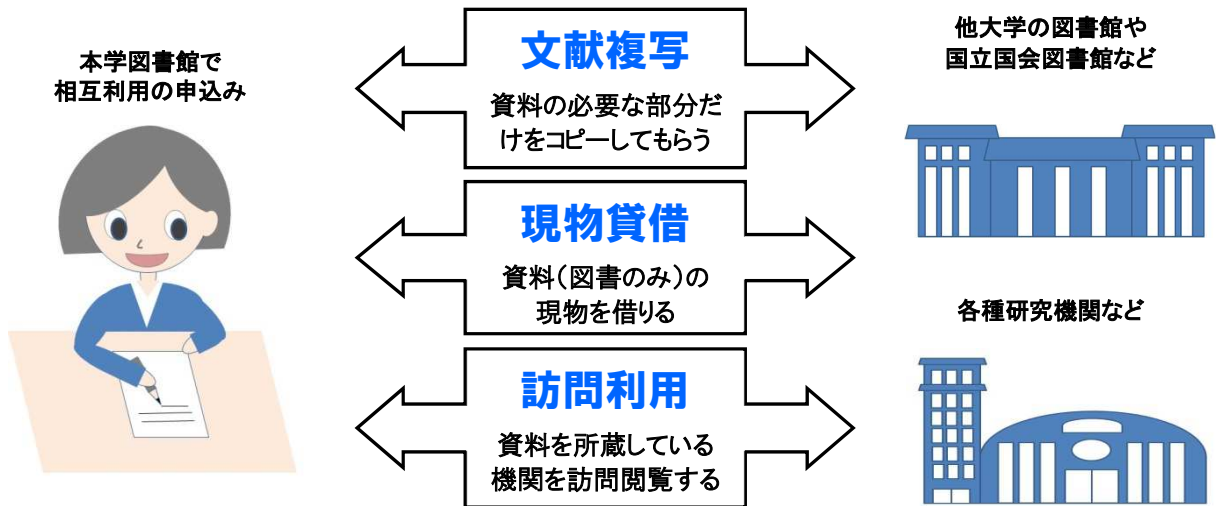 本学図書館で
相互利用の申込み
文献複写
資料の必要な部分だ
けをコピーしてもらう
現物貸借
資料（図書のみ）の
現物を借りる
訪問利用
資料を所蔵している
機関を訪問閲覧する
他大学の図書館や
国立国会図書館など
各種研究機関など